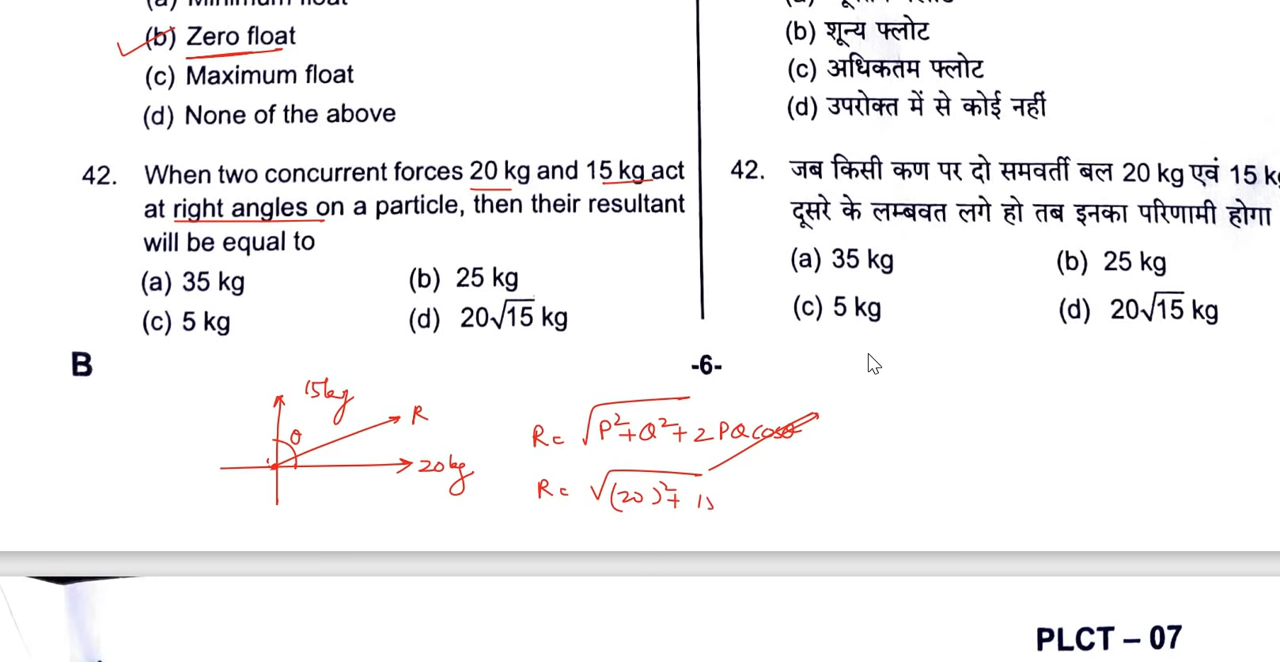 (b) Zero float
(c) Maximum float
(d) None of the above
42. When two concurrent forces 20 kg and 15 kg act
at right angles on a particle, then their resultant
will be equal to
(a) 35 kg
(b) 25 kg
(c) 5 kg
(d) 20√15 kg
B
(b) शून्य फ्लोट
(c) अधिकतम फ्लोट
(d) उपरोक्त में से कोई नहीं
42. जब किसी कण पर दो समवर्ती बल 20 kg एवं 15 k
दूसरे के लम्बवत लगे हो तब इनका परिणामी होगा
(a) 35 kg
(b) 25 kg
(c) 5 kg
(d) 20√15 kg
-6-
15kg
θ
R
20kg
R = √P²+Q²+2PQcosθ
R = √(20)²+ 15
PLCT – 07